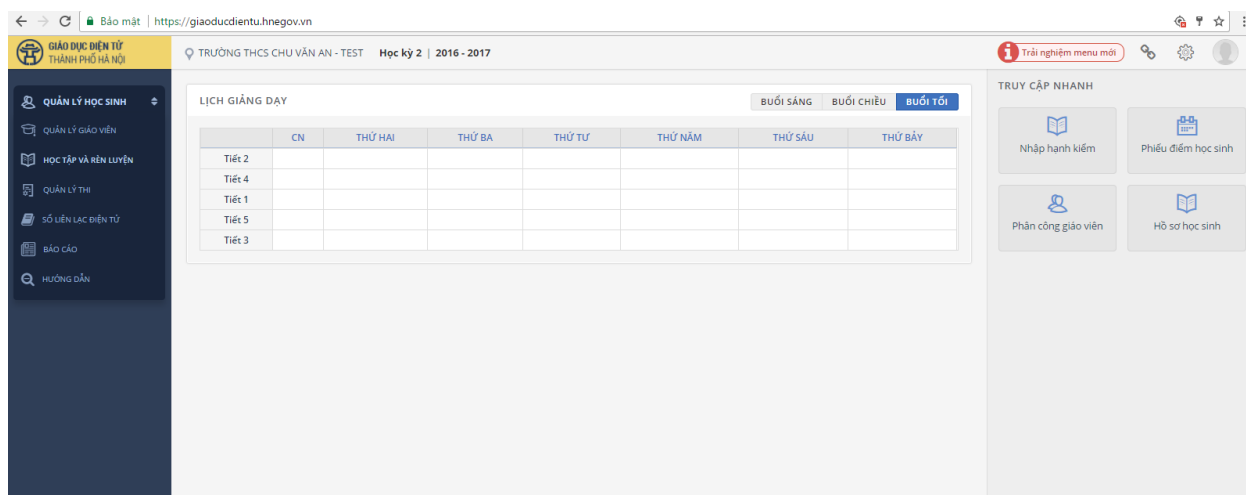 Bảo mật | https://giaoducdientu.hnegov.vn
GIÁO DỤC ĐIỆN TỬ
THÀNH PHỐ HÀ NỘI
TRƯỜNG THCS CHU VĂN AN - TEST Học kỳ 2 | 2016 - 2017
Trải nghiệm menu mới
QUẢN LÝ HỌC SINH
QUẢN LÝ GIÁO VIÊN
HỌC TẬP VÀ RÈN LUYỆN
QUẢN LÝ THI
SỔ LIÊN LẠC ĐIỆN TỬ
BÁO CÁO
HƯỚNG DẪN
LỊCH GIẢNG DẠY
BUỔI SÁNG BUỔI CHIỀU BUỔI TỐI
CN THỨ HAI THỨ BA THỨ TƯ THỨ NĂM THỨ SÁU THỨ BẢY
Tiết 2
Tiết 4
Tiết 1
Tiết 5
Tiết 3
TRUY CẬP NHANH
Nhập hạnh kiểm Phiếu điểm học sinh
Phân công giáo viên Hồ sơ học sinh